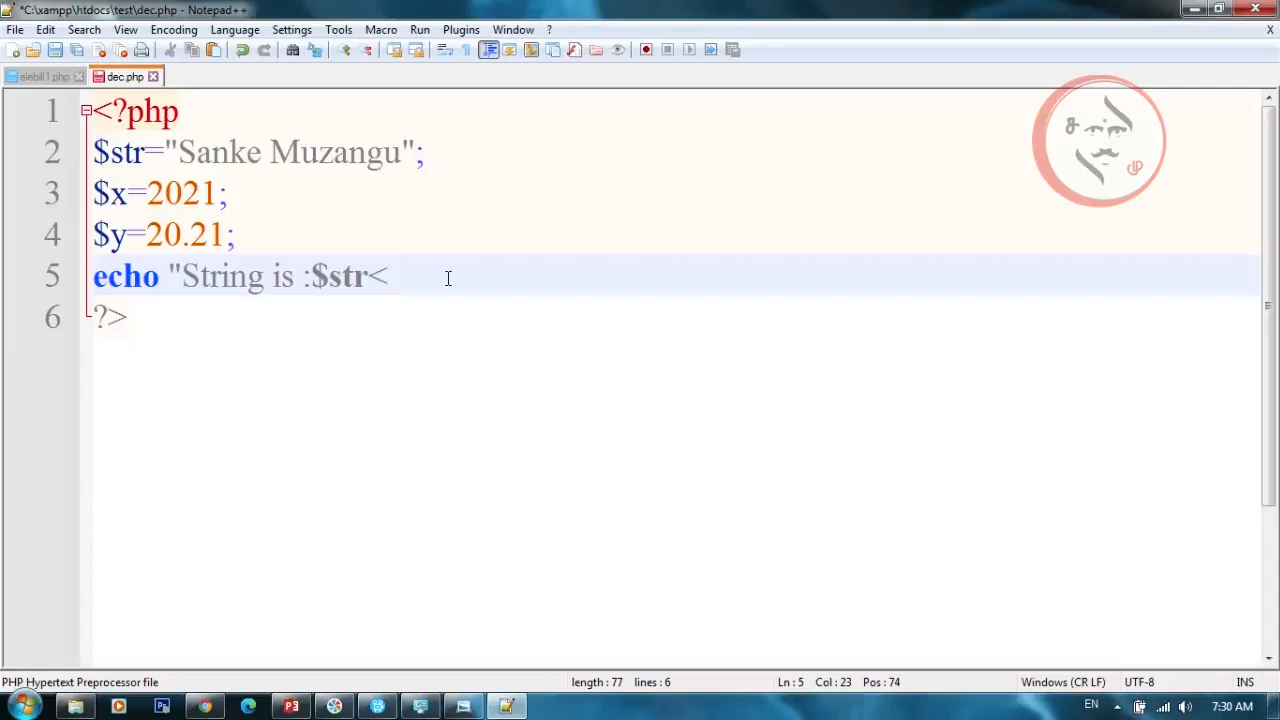 *C:\xampp\htdocs\test\dec.php - Notepad++
File Edit Search View Encoding Language Settings Tools Macro Run Plugins Window ? X
elebill1.php dec.php
1 <?php
2 $str="Sanke Muzangu";
3 $x=2021;
4 $y=20.21;
5 echo "String is :$str<
6 ?>
PHP Hypertext Preprocessor file length : 77 lines : 6 Ln : 5 Col : 23 Pos : 74 Windows (CR LF) UTF-8 INS
EN 7:30 AM